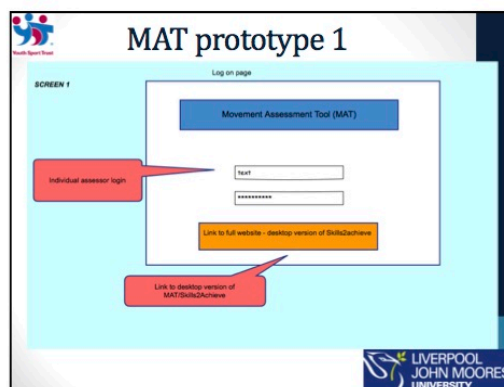 MAT prototype 1
Youth Sport Trust
Log on page
SCREEN 1
Movement Assessment Tool (MAT)
Individual assessor login
text
**********
Link to full website - desktop version of Skills2achieve
Link to desktop version of
MAT/Skills2Achieve
LIVERPOOL
JOHN MOORES
UNIVERSITY